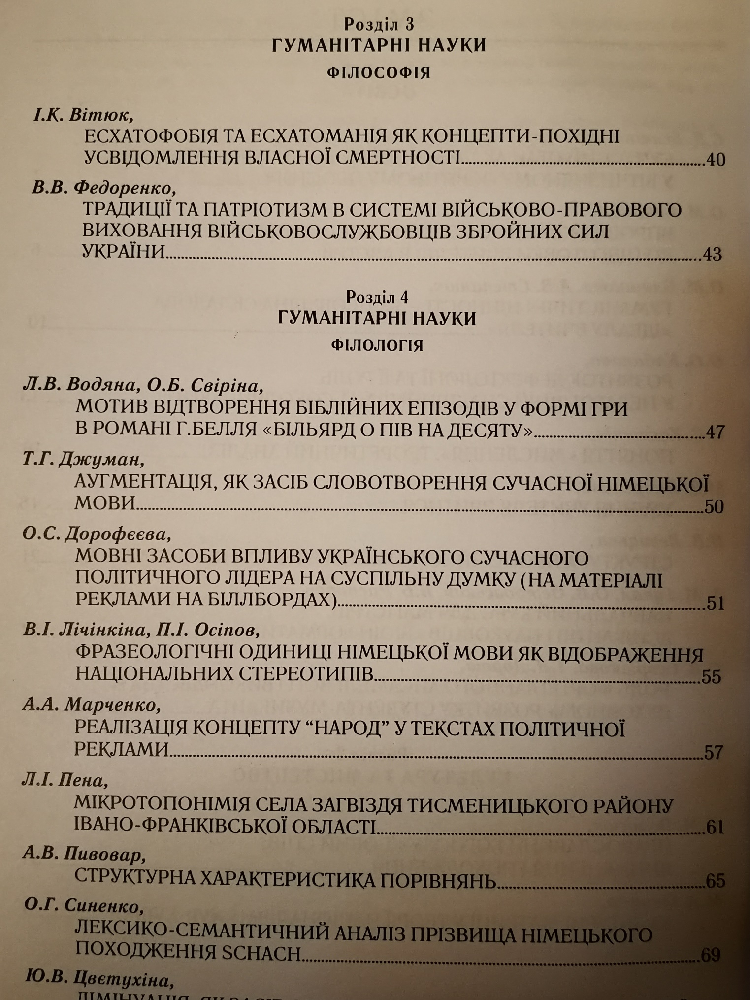 Розділ 3
ГУМАНІТАРНІ НАУКИ
ФІЛОСОФІЯ
І.К. Вітюк,
ЕСХАТОФОБІЯ ТА ЕСХАТОМАНІЯ ЯК КОНЦЕПТИ-ПОХІДНІ
УСВІДОМЛЕННЯ ВЛАСНОЇ СМЕРТНОСТІ....................40
В.В. Федоренко,
ТРАДИЦІЇ ТА ПАТРІОТИЗМ В СИСТЕМІ ВІЙСЬКОВО-ПРАВОВОГО
ВИХОВАННЯ ВІЙСЬКОВОСЛУЖБОВЦІВ ЗБРОЙНИХ СИЛ
УКРАЇНИ....................43
Розділ 4
ГУМАНІТАРНІ НАУКИ
ФІЛОЛОГІЯ
Л.В. Водяна, О.Б. Свіріна,
МОТИВ ВІДТВОРЕННЯ БІБЛІЙНИХ ЕПІЗОДІВ У ФОРМІ ГРИ
В РОМАНІ Г.БЕЛЛЯ «БІЛЬЯРД О ПІВ НА ДЕСЯТУ»....................47
Т.Г. Джуман,
АУГМЕНТАЦІЯ, ЯК ЗАСІБ СЛОВОТВОРЕННЯ СУЧАСНОЇ НІМЕЦЬКОЇ
МОВИ....................50
О.С. Дорофєєва,
МОВНІ ЗАСОБИ ВПЛИВУ УКРАЇНСЬКОГО СУЧАСНОГО
ПОЛІТИЧНОГО ЛІДЕРА НА СУСПІЛЬНУ ДУМКУ (НА МАТЕРІАЛІ
РЕКЛАМИ НА БІЛЛБОРДАХ)....................51
В.І. Лічінкіна, П.І. Осіпов,
ФРАЗЕОЛОГІЧНІ ОДИНИЦІ НІМЕЦЬКОЇ МОВИ ЯК ВІДОБРАЖЕННЯ
НАЦІОНАЛЬНИХ СТЕРЕОТИПІВ....................55
А.А. Марченко,
РЕАЛІЗАЦІЯ КОНЦЕПТУ “НАРОД” У ТЕКСТАХ ПОЛІТИЧНОЇ
РЕКЛАМИ....................57
Л.І. Пена,
МІКРОТОПОНІМІЯ СЕЛА ЗАГВІЗДЯ ТИСМЕНИЦЬКОГО РАЙОНУ
ІВАНО-ФРАНКІВСЬКОЇ ОБЛАСТІ....................61
А.В. Пивовар,
СТРУКТУРНА ХАРАКТЕРИСТИКА ПОРІВНЯНЬ....................65
О.Г. Синенко,
ЛЕКСИКО-СЕМАНТИЧНИЙ АНАЛІЗ ПРІЗВИЩА НІМЕЦЬКОГО
ПОХОДЖЕННЯ SCHACH....................69
Ю.В. Цвєтухіна,